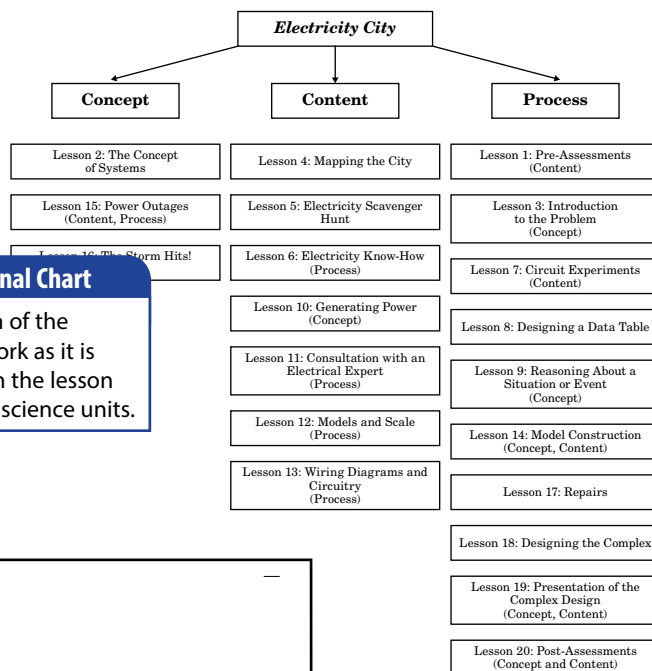 Electricity City
Concept
Content
Process
Lesson 2: The Concept
of Systems
Lesson 15: Power Outages
(Content, Process)
Lesson 16: The Storm Hits!
Lesson 4: Mapping the City
Lesson 5: Electricity Scavenger
Hunt
Lesson 6: Electricity Know-How
(Process)
Lesson 10: Generating Power
(Concept)
Lesson 11: Consultation with an
Electrical Expert
(Process)
Lesson 12: Models and Scale
(Process)
Lesson 13: Wiring Diagrams and
Circuitry
(Process)
Lesson 1: Pre-Assessments
(Content)
Lesson 3: Introduction
to the Problem
(Concept)
Lesson 7: Circuit Experiments
(Content)
Lesson 8: Designing a Data Table
Lesson 9: Reasoning About a
Situation or Event
(Concept)
Lesson 14: Model Construction
(Concept, Content)
Lesson 17: Repairs
Lesson 18: Designing the Complex
Lesson 19: Presentation of the
Complex Design
(Concept, Content)
Lesson 20: Post-Assessments
(Concept and Content)
nal Chart
of the
ork as it is
the lesson
science units.